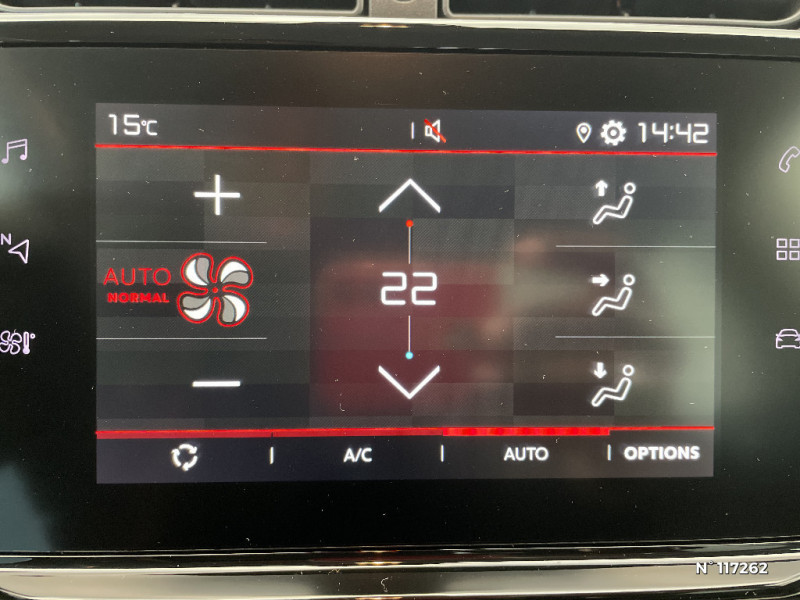 15°C
14:42
N
AUTO
NORMAL
22
A/C
AUTO
OPTIONS
N°117262